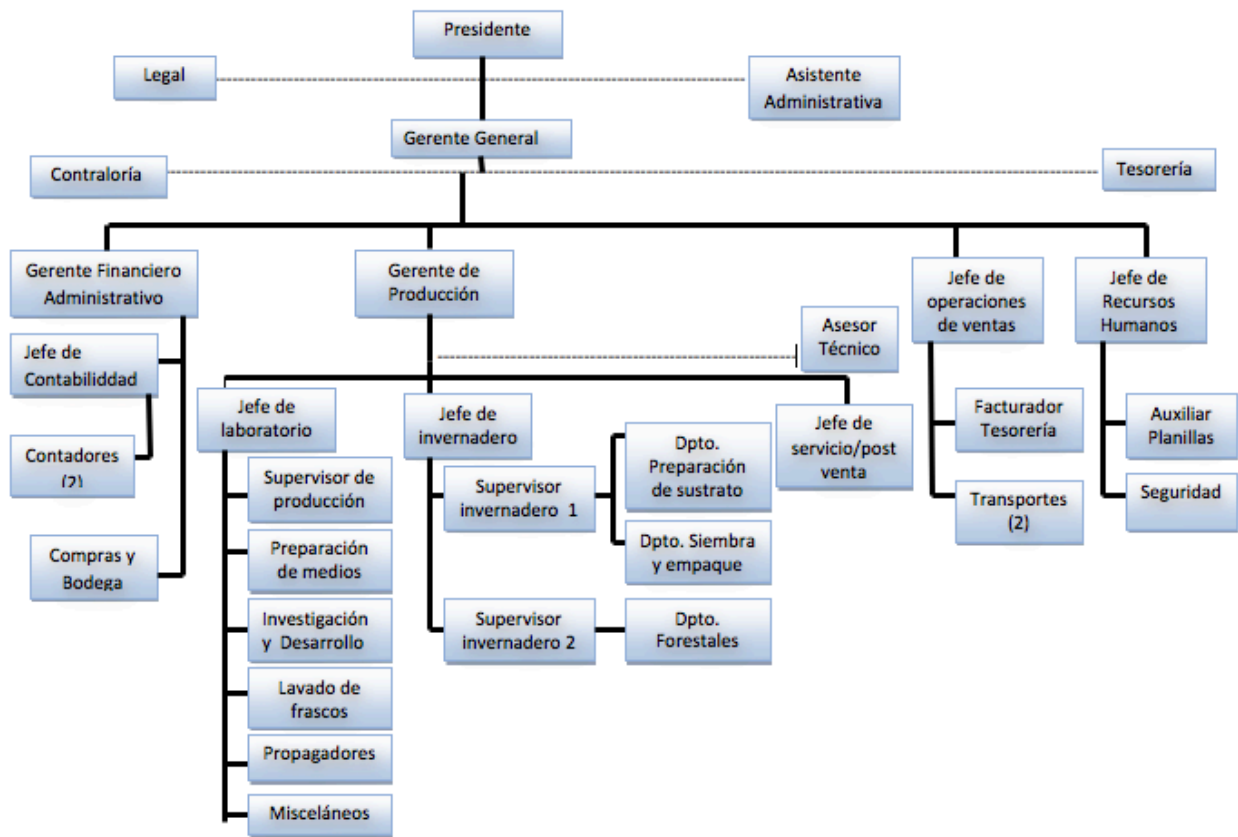 Presidente
Legal
Asistente
Administrativa
Gerente General
Contraloría
Tesorería
Gerente Financiero
Administrativo
Gerente de
Producción
Jefe de
operaciones
de ventas
Jefe de
Recursos
Humanos
Asesor
Técnico
Jefe de
Contabiliddad
Contadores
(2)
Compras y
Bodega
Jefe de
laboratorio
Supervisor de
producción
Preparación
de medios
Investigación
y Desarrollo
Lavado de
frascos
Propagadores
Misceláneos
Jefe de
invernadero
Supervisor
invernadero 1
Dpto.
Preparación
de sustrato
Dpto. Siembra
y empaque
Supervisor
invernadero 2
Dpto.
Forestales
Jefe de
servicio/post
venta
Facturador
Tesorería
Transportes
(2)
Auxiliar
Planillas
Seguridad